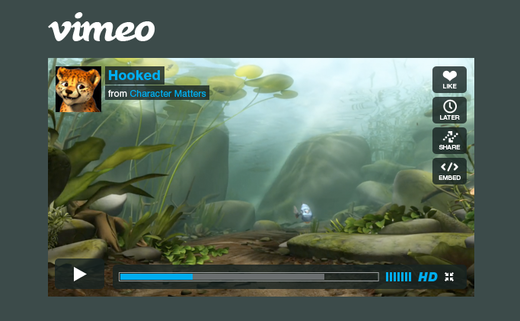 vimeo
Hooked
from Character Matters
LIKE
LATER
SHARE
EMBED
HD